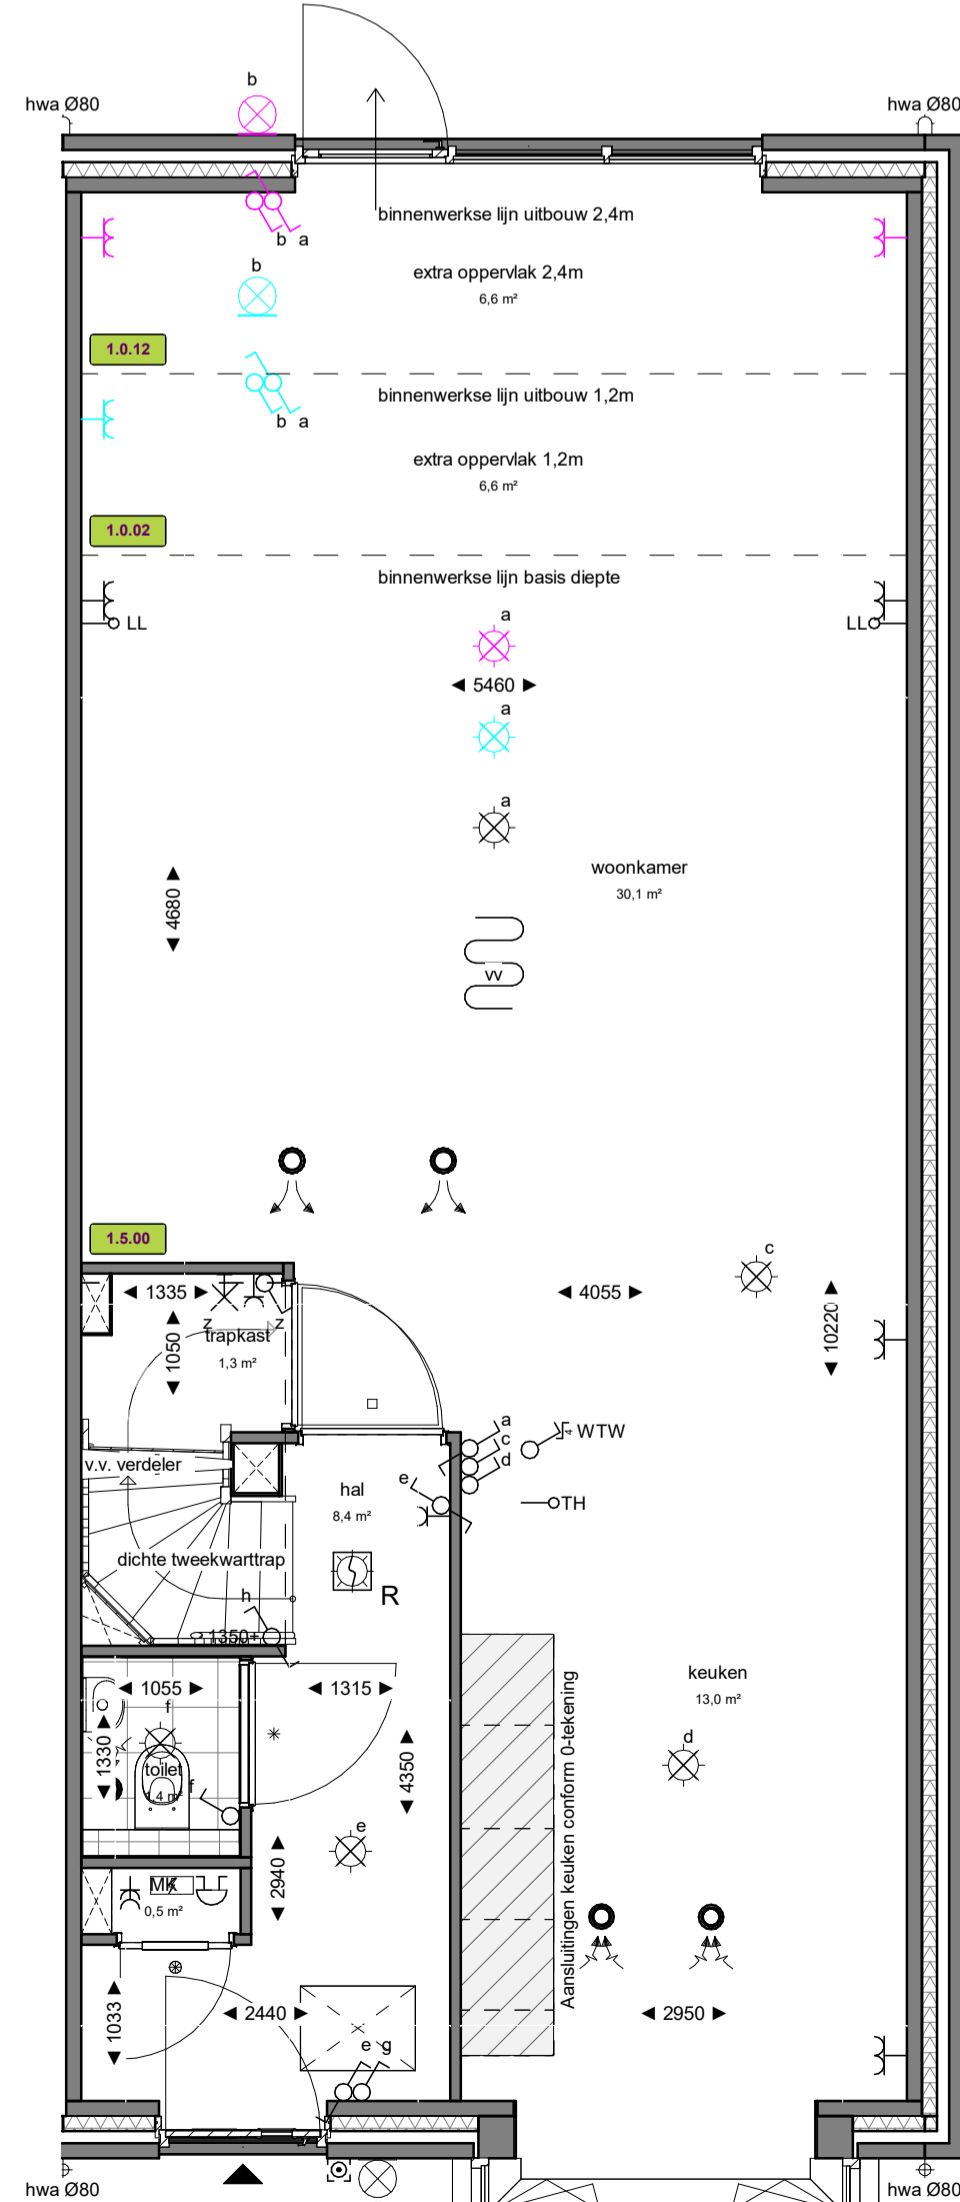 b
hwa Ø80
hwa Ø80
binnenwerkse lijn uitbouw 2,4m
b a
b
extra oppervlak 2,4m
6,6 m²
1.0.12
binnenwerkse lijn uitbouw 1,2m
b a
extra oppervlak 1,2m
6,6 m²
1.0.02
binnenwerkse lijn basis diepte
LL
LL
a
5460
a
a
woonkamer
30,1 m²
4680
vv
1.5.00
c
1335
4055
10220
z
z
trapkast
1,3 m²
1050
a
c
d
WTW
v.v. verdeler
e
hal
8,4 m²
TH
dichte tweekwarttrap
R
h
1350+
keuken
13,0 m²
1055
1315
f
d
1330
toilet
1,4 m²
f
4350
Aansluitingen keuken conform 0-tekening
e
2940
MK
0,5 m²
1033
2440
2950
e g
hwa Ø80
hwa Ø80